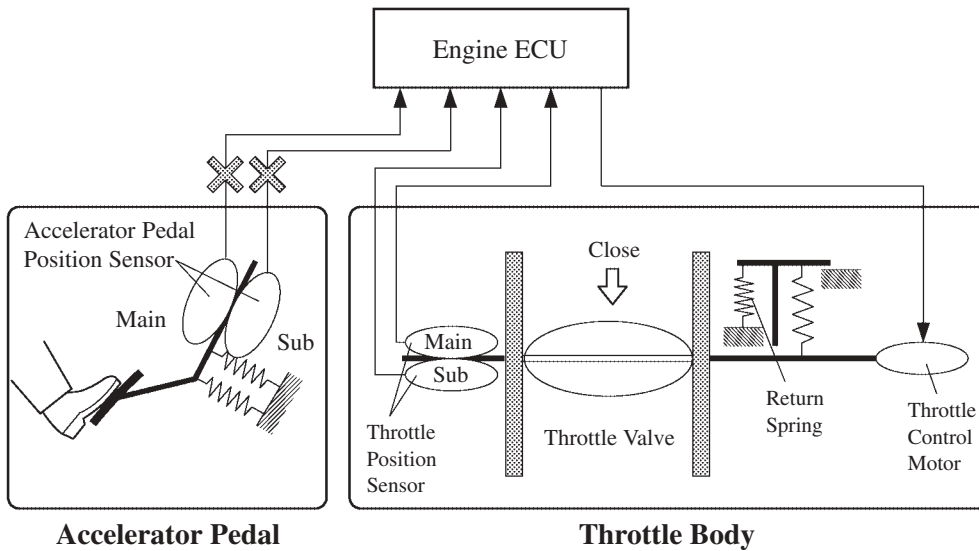 Engine ECU
Accelerator Pedal
Position Sensor
Main
Sub
Close
Main
Sub
Throttle
Position
Sensor
Throttle Valve
Return
Spring
Throttle
Control
Motor
Accelerator Pedal
Throttle Body